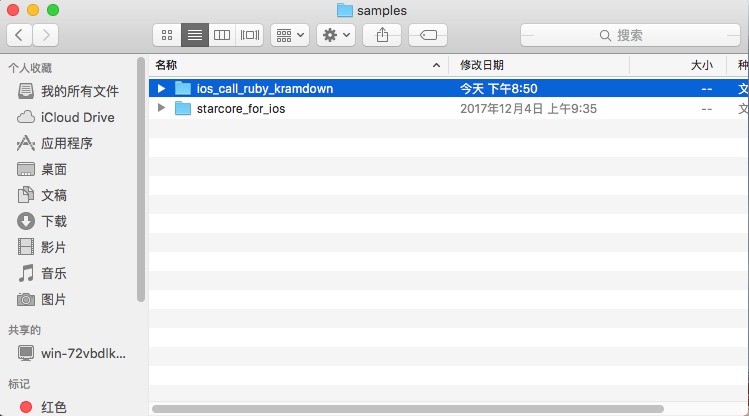 samples
搜索
个人收藏
我的所有文件
iCloud Drive
应用程序
桌面
文稿
下载
影片
音乐
图片
共享的
win-72vbdlk...
标记
红色
名称 修改日期 大小 种
ios_call_ruby_kramdown 今天 下午8:50 -- 文
starcore_for_ios 2017年12月4日 上午9:35 -- 文